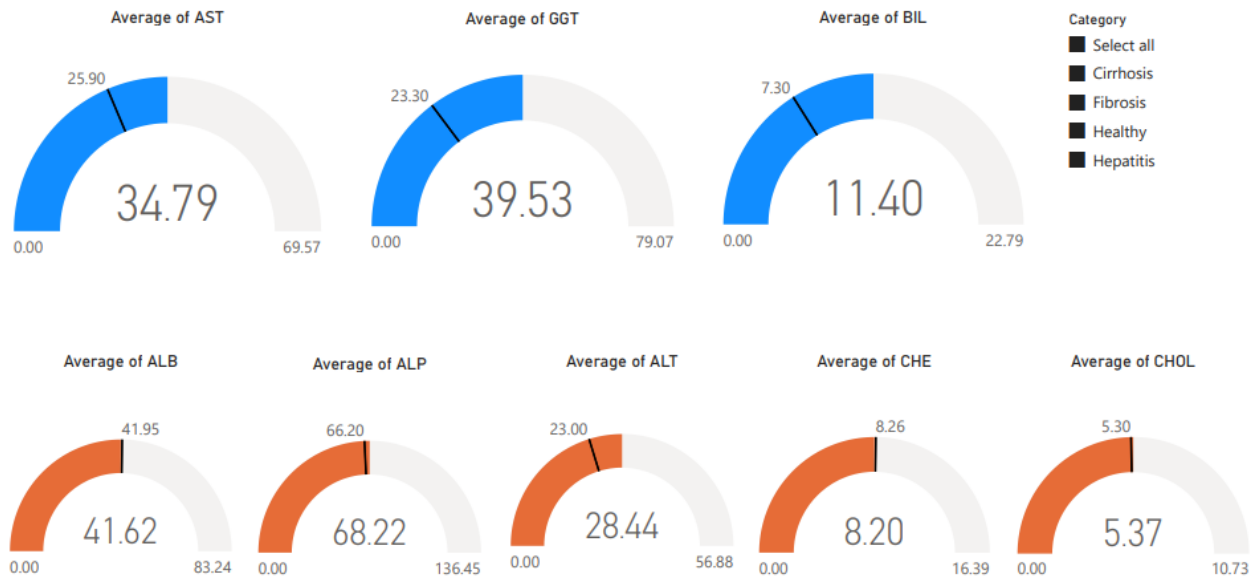 Average of AST
25.90
34.79
0.00
69.57
Average of GGT
23.30
39.53
0.00
79.07
Average of BIL
7.30
11.40
0.00
22.79
Category
Select all
Cirrhosis
Fibrosis
Healthy
Hepatitis
Average of ALB
41.95
41.62
0.00
83.24
Average of ALP
66.20
68.22
0.00
136.45
Average of ALT
23.00
28.44
0.00
56.88
Average of CHE
8.26
8.20
0.00
16.39
Average of CHOL
5.30
5.37
0.00
10.73